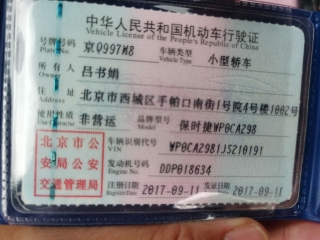 中华人民共和国机动车行驶证
Vehicle License of the People's Republic of China
号牌号码 京Q997W8 车辆类型 小型轿车
Plate No. Vehicle Type
所有人 吕书娟
Owner
住址 北京市西城区手帕口南街1号院4号楼1002号
Address
使用性质 非营运 品牌型号 保时捷WP0CA298
Model
北京市公安局公安交通管理局
车辆识别代号 WP0CA2981JS210191
VIN
发动机号码 DDP018634
Engine No.
注册日期 2017-09-11 发证日期 2017-09-11